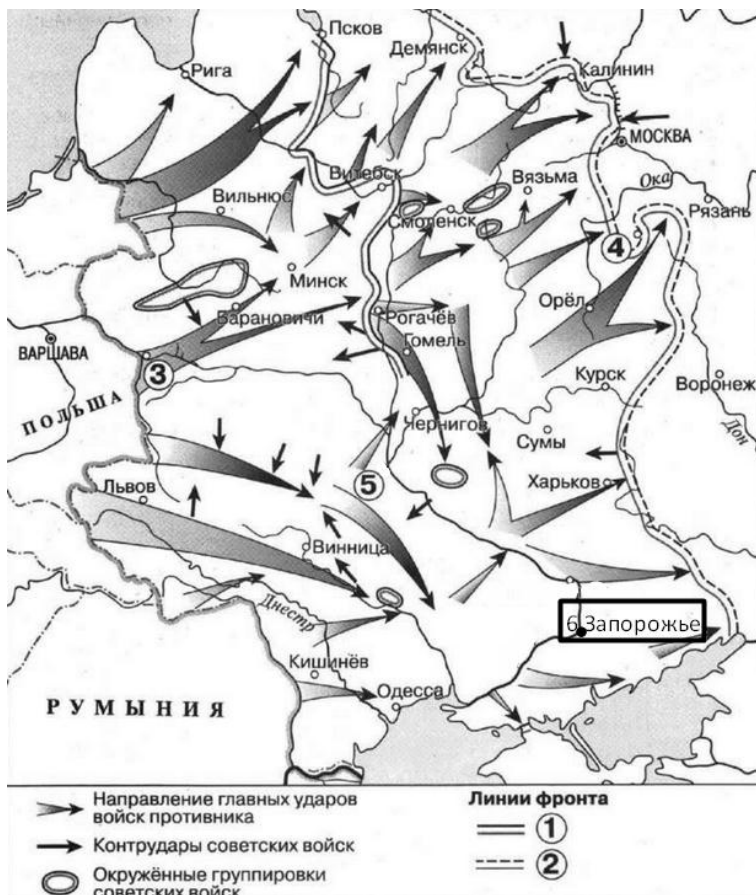 Псков
Демянск
Рига
Калинин
МОСКВА
Витебск
Вязьма
Ока
Вильнюс
Смоленск
Рязань
4
Минск
Орёл
Барановичи
Рогачёв
ВАРШАВА
Гомель
3
Курск
Воронеж
ПОЛЬША
Чернигов
Сумы
Дон
Львов
5
Харьков
Винница
Днестр
6 Запорожье
Кишинёв
РУМЫНИЯ
Одесса
Направление главных ударов
войск противника
Контрудары советских войск
Окружённые группировки
советских войск
Линии фронта
1
2